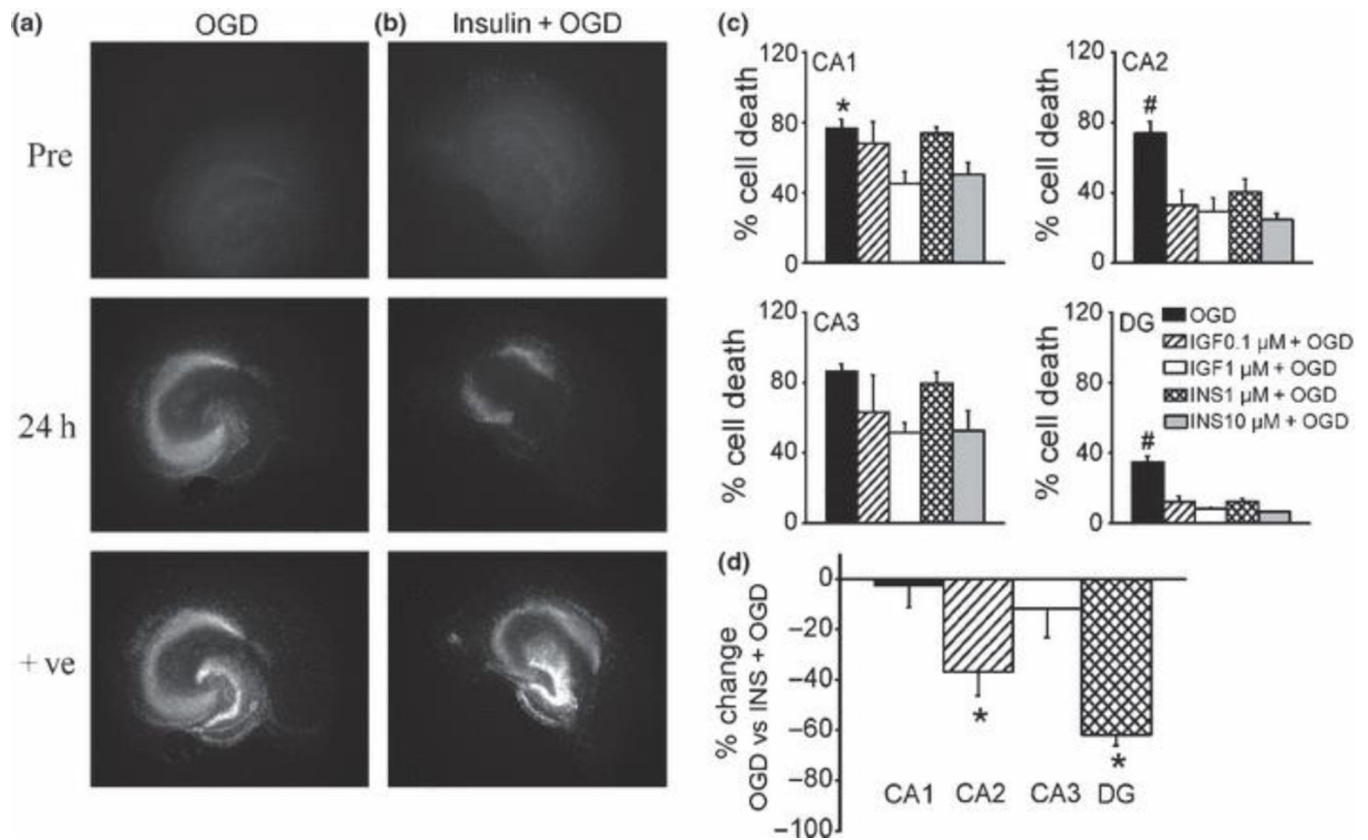 (a) OGD
(b) Insulin + OGD
Pre
24 h
+ ve
(c)
120
80
40
0
% cell death
CA1
*
120
80
40
0
% cell death
CA2
#
120
80
40
0
% cell death
CA3
120
80
40
0
% cell death
DG
#
OGD
IGF0.1 µM + OGD
IGF1 µM + OGD
INS1 µM + OGD
INS10 µM + OGD
(d)
0
−20
−40
−60
−80
−100
% change
OGD vs INS + OGD
*
*
CA1 CA2 CA3 DG